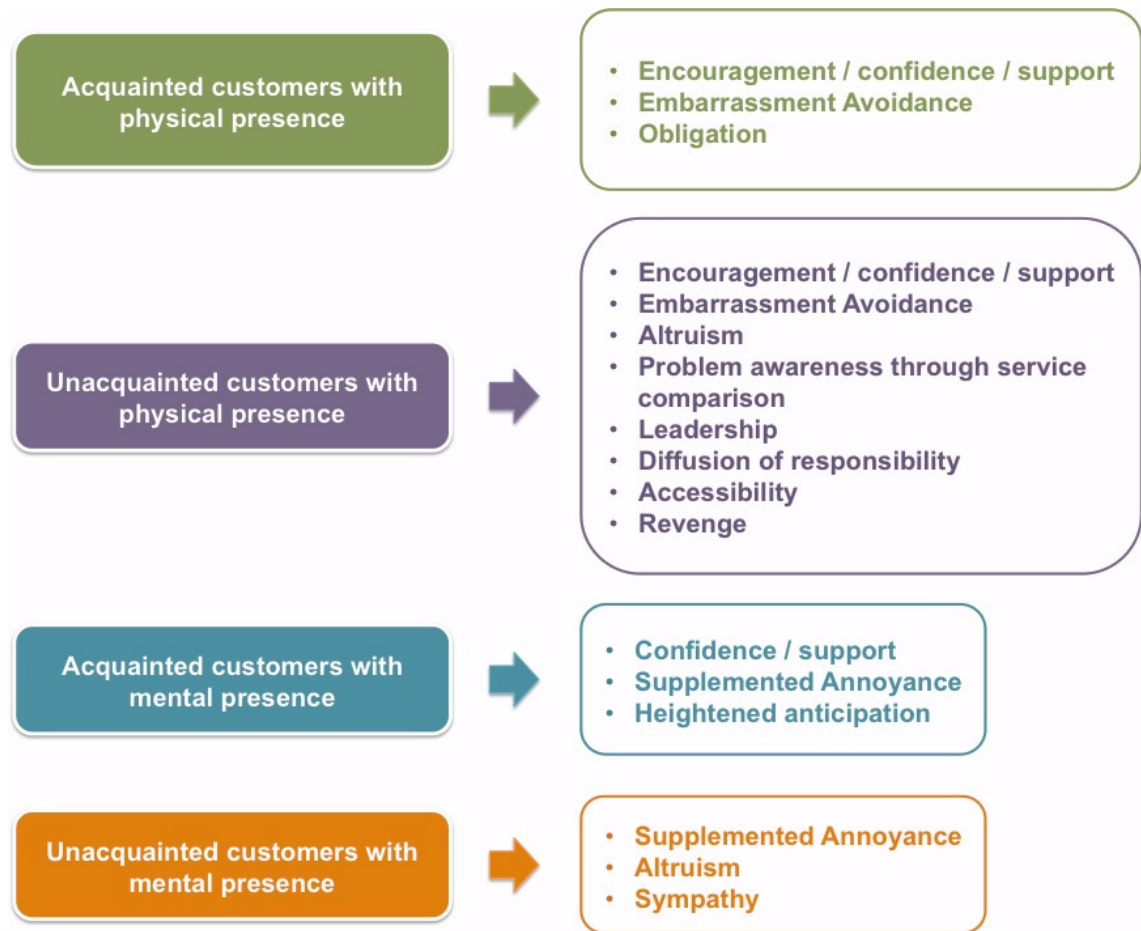 Acquainted customers with
physical presence
• Encouragement / confidence / support
• Embarrassment Avoidance
• Obligation
Unacquainted customers with
physical presence
• Encouragement / confidence / support
• Embarrassment Avoidance
• Altruism
• Problem awareness through service
comparison
• Leadership
• Diffusion of responsibility
• Accessibility
• Revenge
Acquainted customers with
mental presence
• Confidence / support
• Supplemented Annoyance
• Heightened anticipation
Unacquainted customers with
mental presence
• Supplemented Annoyance
• Altruism
• Sympathy